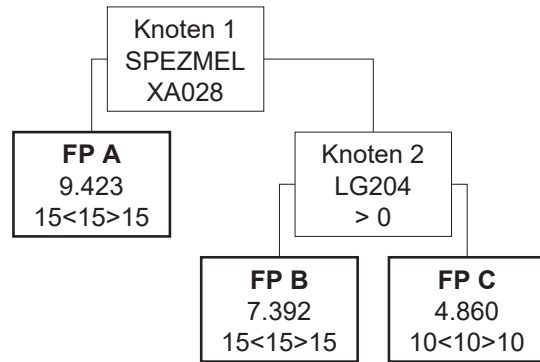 Knoten 1
SPEZMEL
XA028
FP A
9.423
15<15>15
Knoten 2
LG204
> 0
FP B
7.392
15<15>15
FP C
4.860
10<10>10